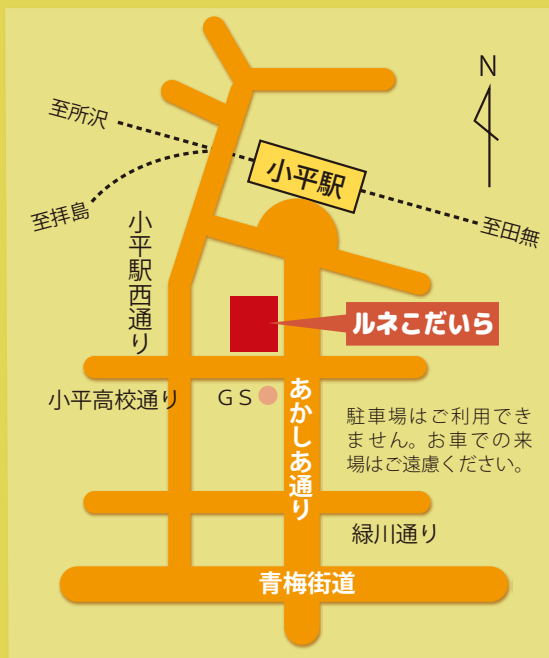 N
至所沢
小平駅
至拝島
至田無
小平駅西通り
ルネこだいら
小平高校通り
GS
あかしあ通り
駐車場はご利用でき
ません。お車での来
場はご遠慮ください。
緑川通り
青梅街道